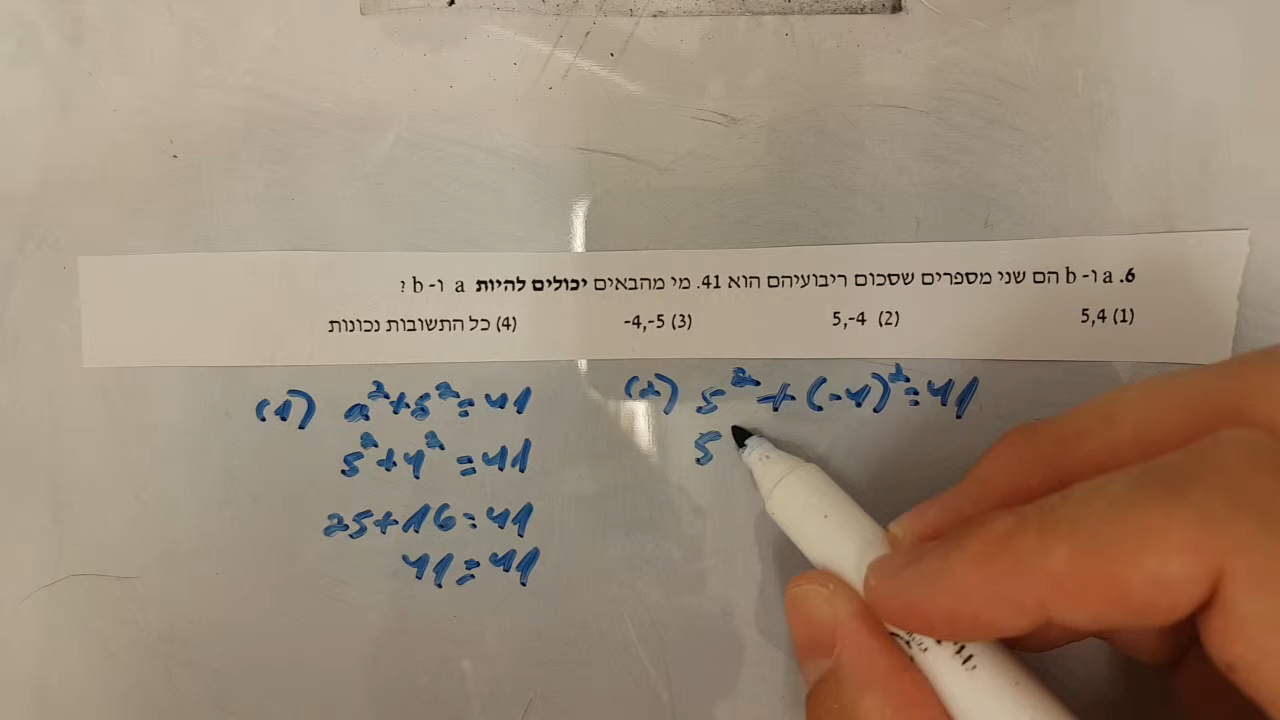 6. a ו- b הם שני מספרים שסכום ריבועיהם הוא 41. מי מהבאים יכולים להיות a ו- b ?
(1) 5,4 (2) 5,-4 (3) -4,-5 (4) כל התשובות נכונות
(1) a²+b²=41
5²+4²=41
25+16=41
41=41
(2) 5²+(-4)²=41
5